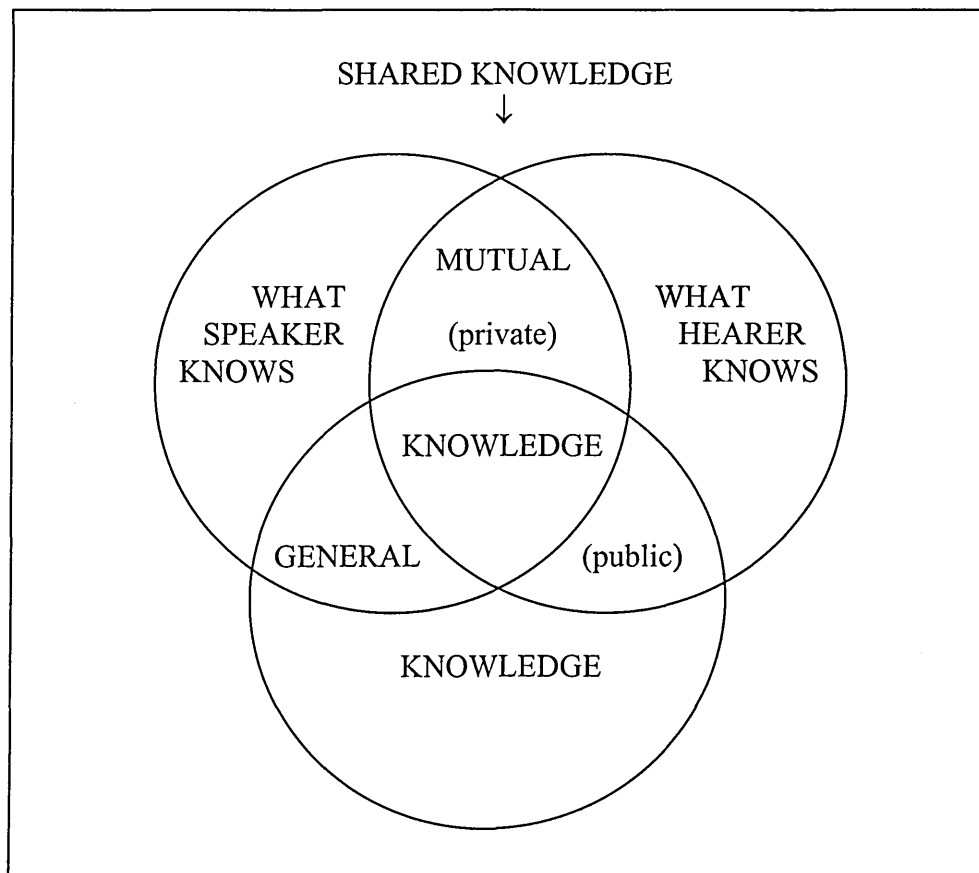 SHARED KNOWLEDGE
↓
MUTUAL
WHAT
SPEAKER
KNOWS
(private)
WHAT
HEARER
KNOWS
KNOWLEDGE
GENERAL
(public)
KNOWLEDGE